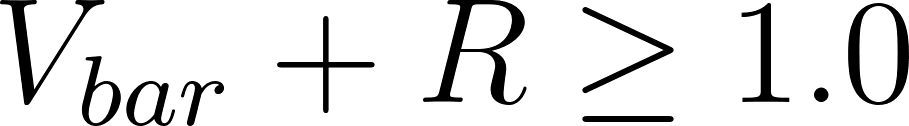 V_{bar} + R ≥ 1.0